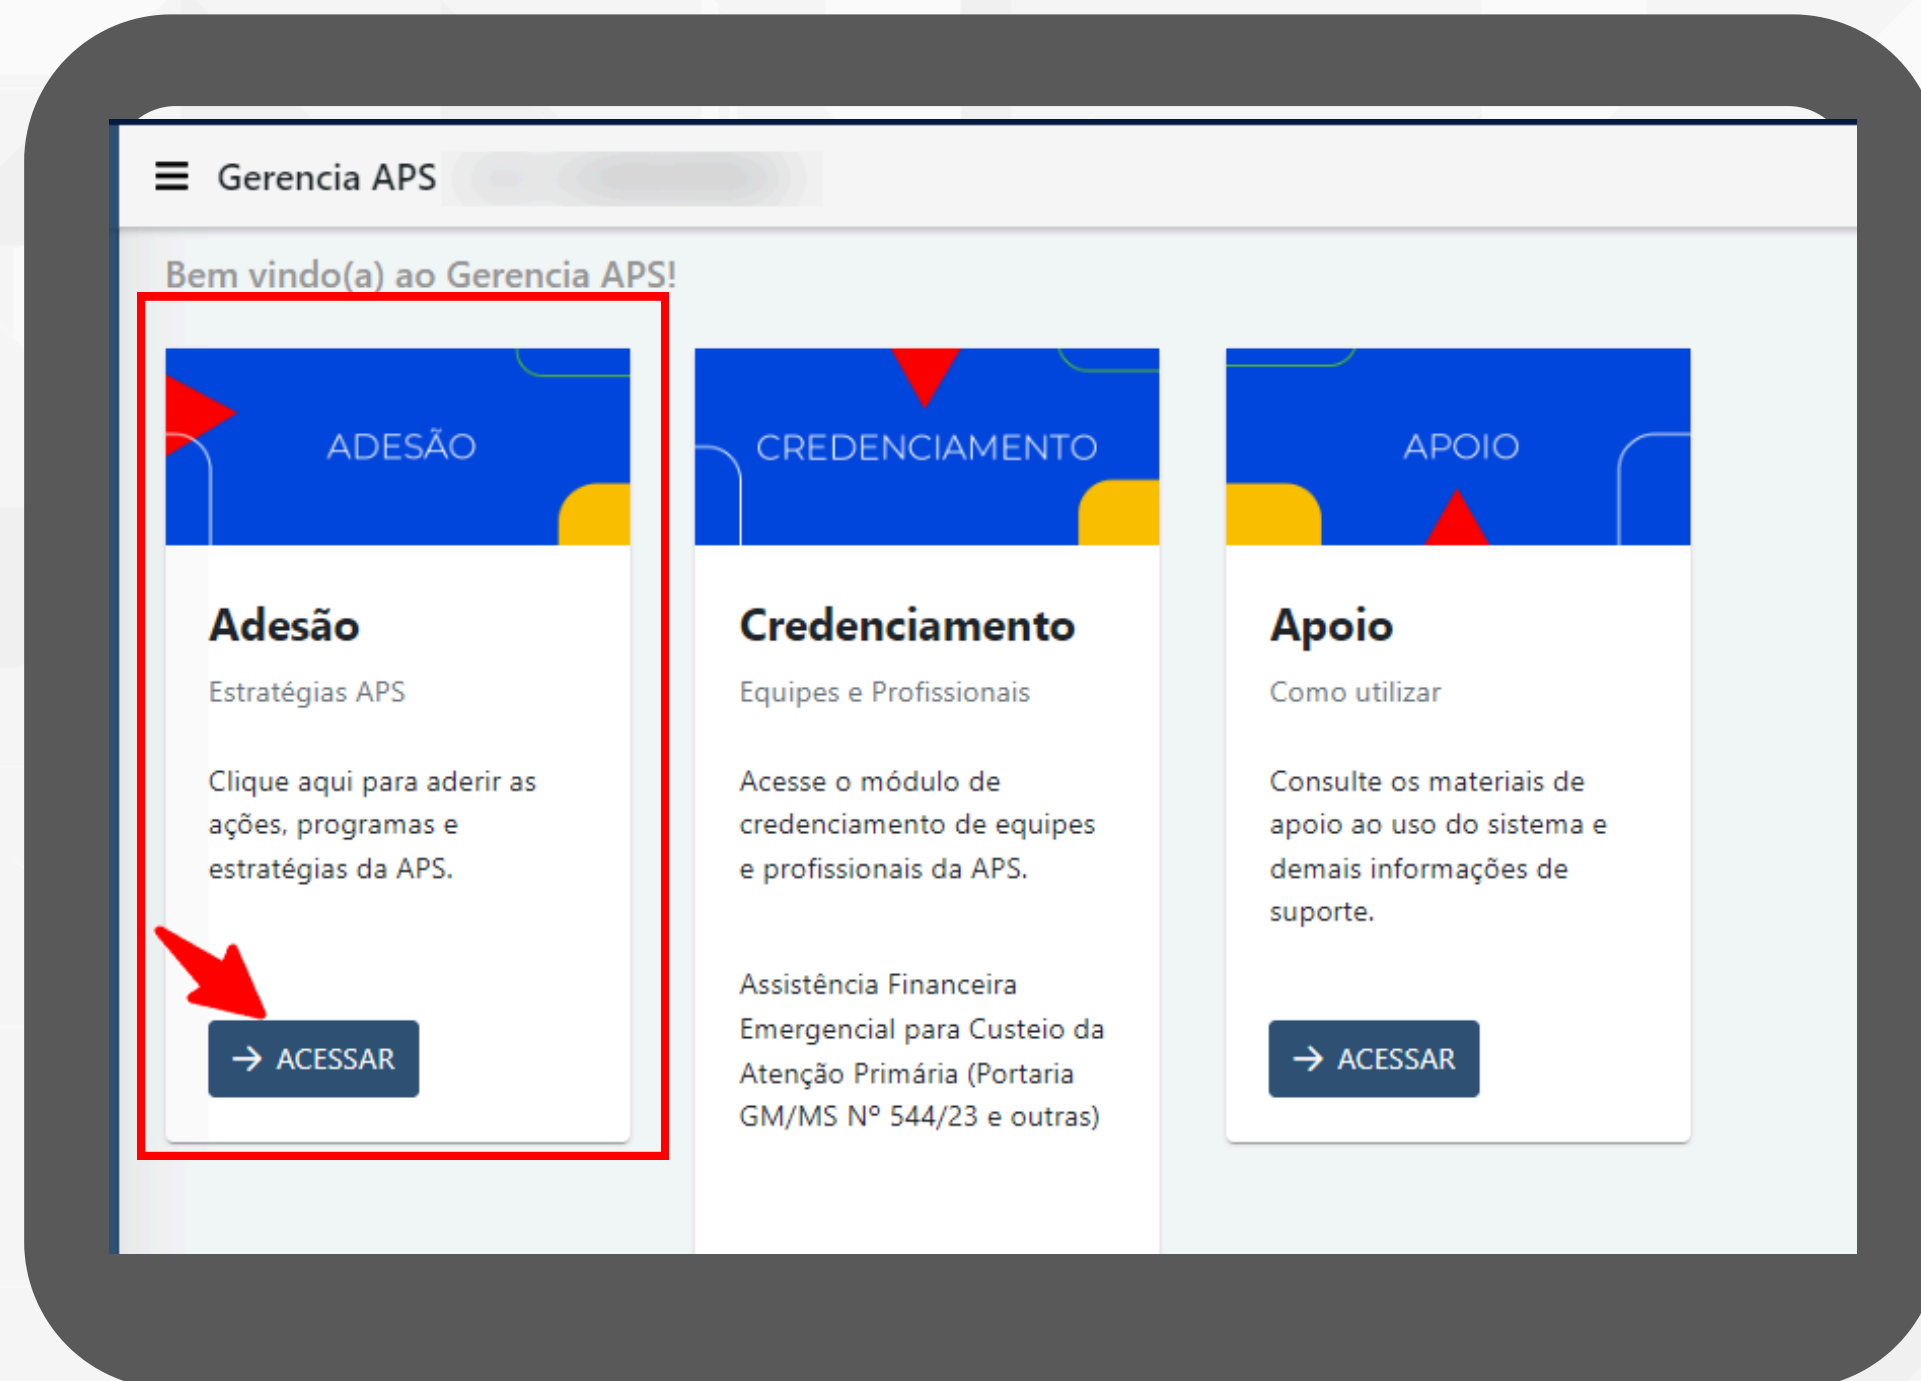 Gerencia APS
Bem vindo(a) ao Gerencia APS!
ADESÃO
Adesão
Estratégias APS
Clique aqui para aderir as
ações, programas e
estratégias da APS.
→ ACESSAR
CREDENCIAMENTO
Credenciamento
Equipes e Profissionais
Acesse o módulo de
credenciamento de equipes
e profissionais da APS.
Assistência Financeira
Emergencial para Custeio da
Atenção Primária (Portaria
GM/MS Nº 544/23 e outras)
APOIO
Apoio
Como utilizar
Consulte os materiais de
apoio ao uso do sistema e
demais informações de
suporte.
→ ACESSAR